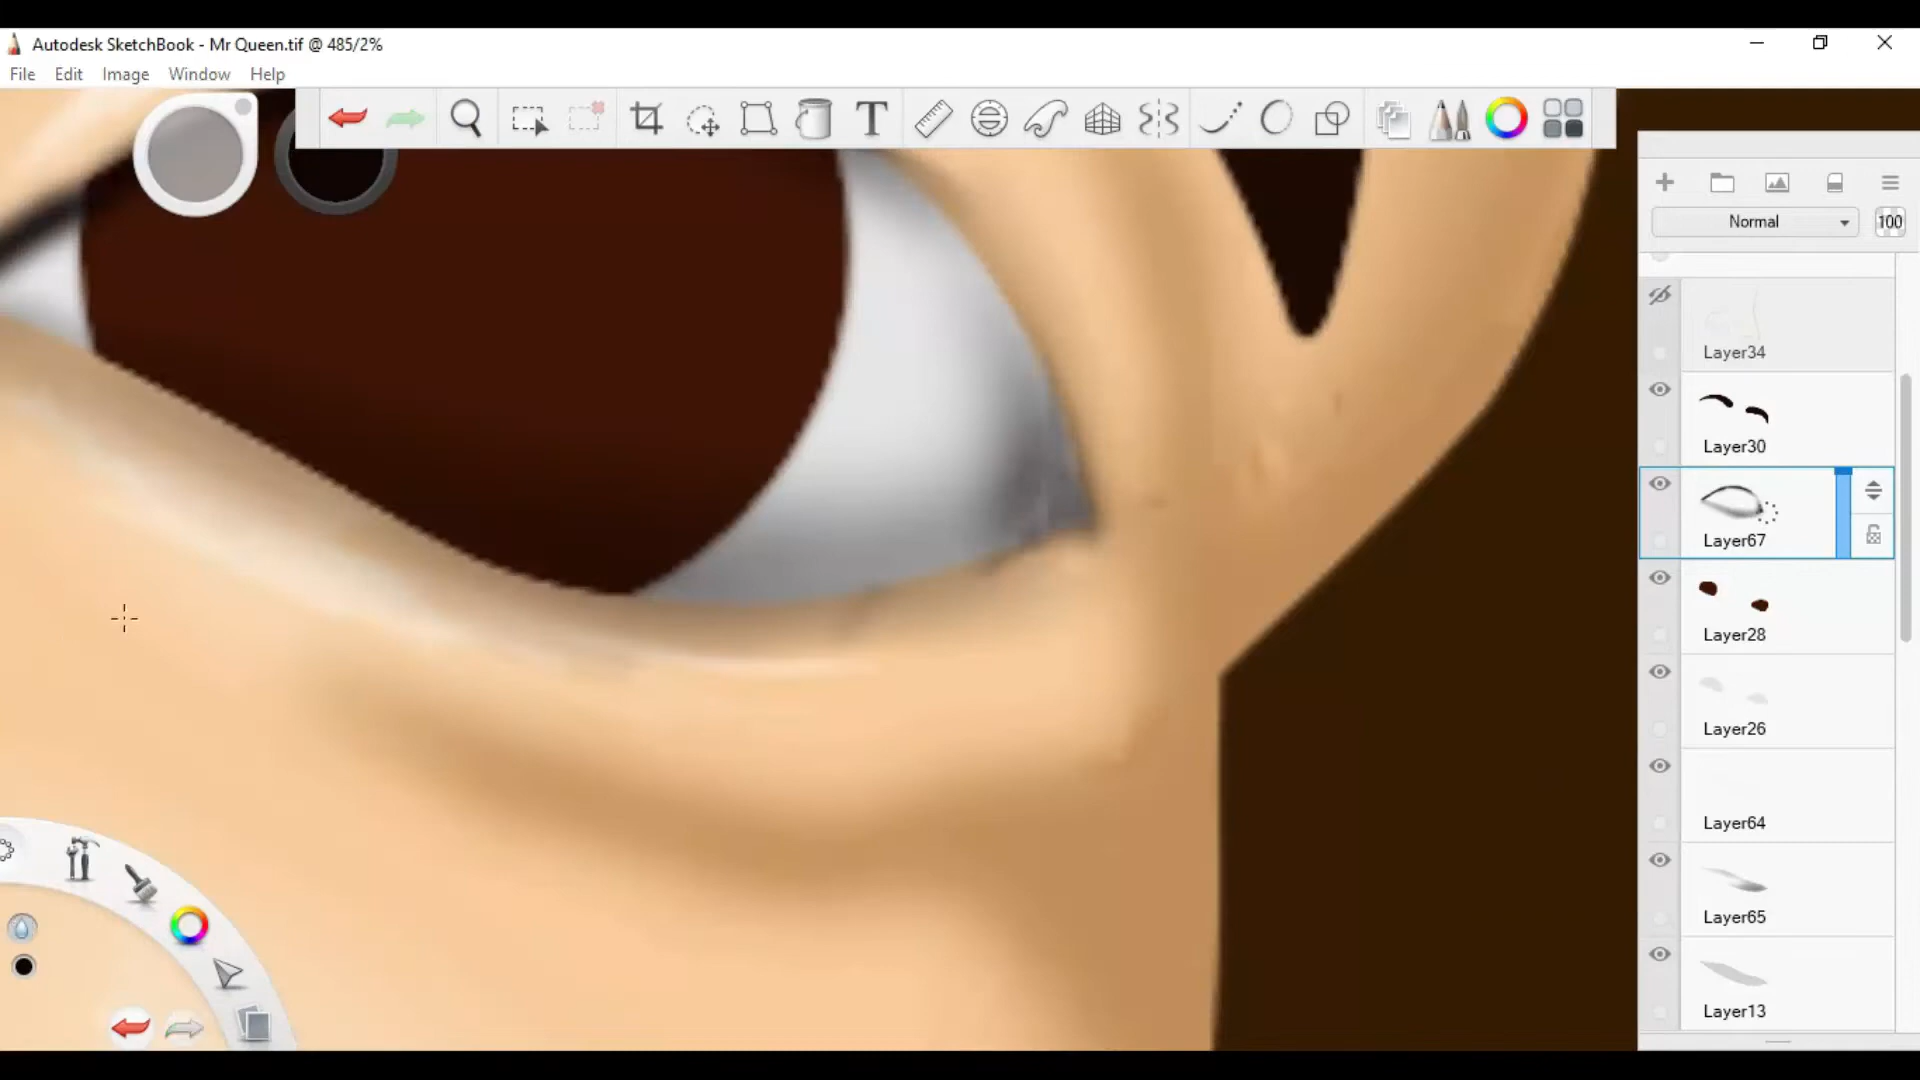 Autodesk SketchBook - Mr Queen.tif @ 485/2%
File Edit Image Window Help
T
Normal 100
Layer34
Layer30
Layer67
Layer28
Layer26
Layer64
Layer65
Layer13